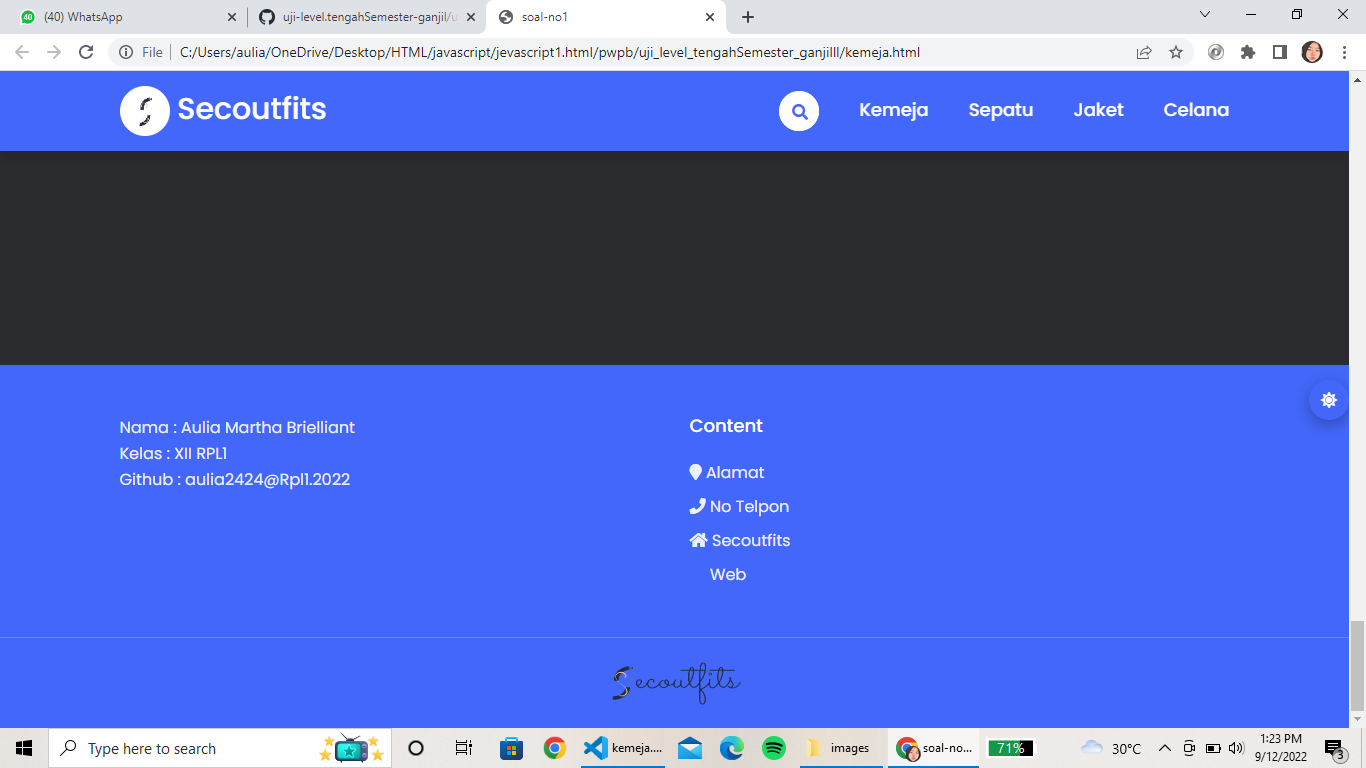 (40) WhatsApp
uji-level.tengahSemester-ganjil/u
soal-no1
File
C:/Users/aulia/OneDrive/Desktop/HTML/javascript/jevascript1.html/pwpb/uji_level_tengahSemester_ganjilll/kemeja.html
Secoutfits
Kemeja
Sepatu
Jaket
Celana
Nama : Aulia Martha Brielliant
Kelas : XII RPL1
Github : aulia2424@Rpl1.2022
Content
Alamat
No Telpon
Secoutfits
Web
Secoutfits
Type here to search
kemeja....
images
soal-no...
71%
30°C
1:23 PM
9/12/2022
3